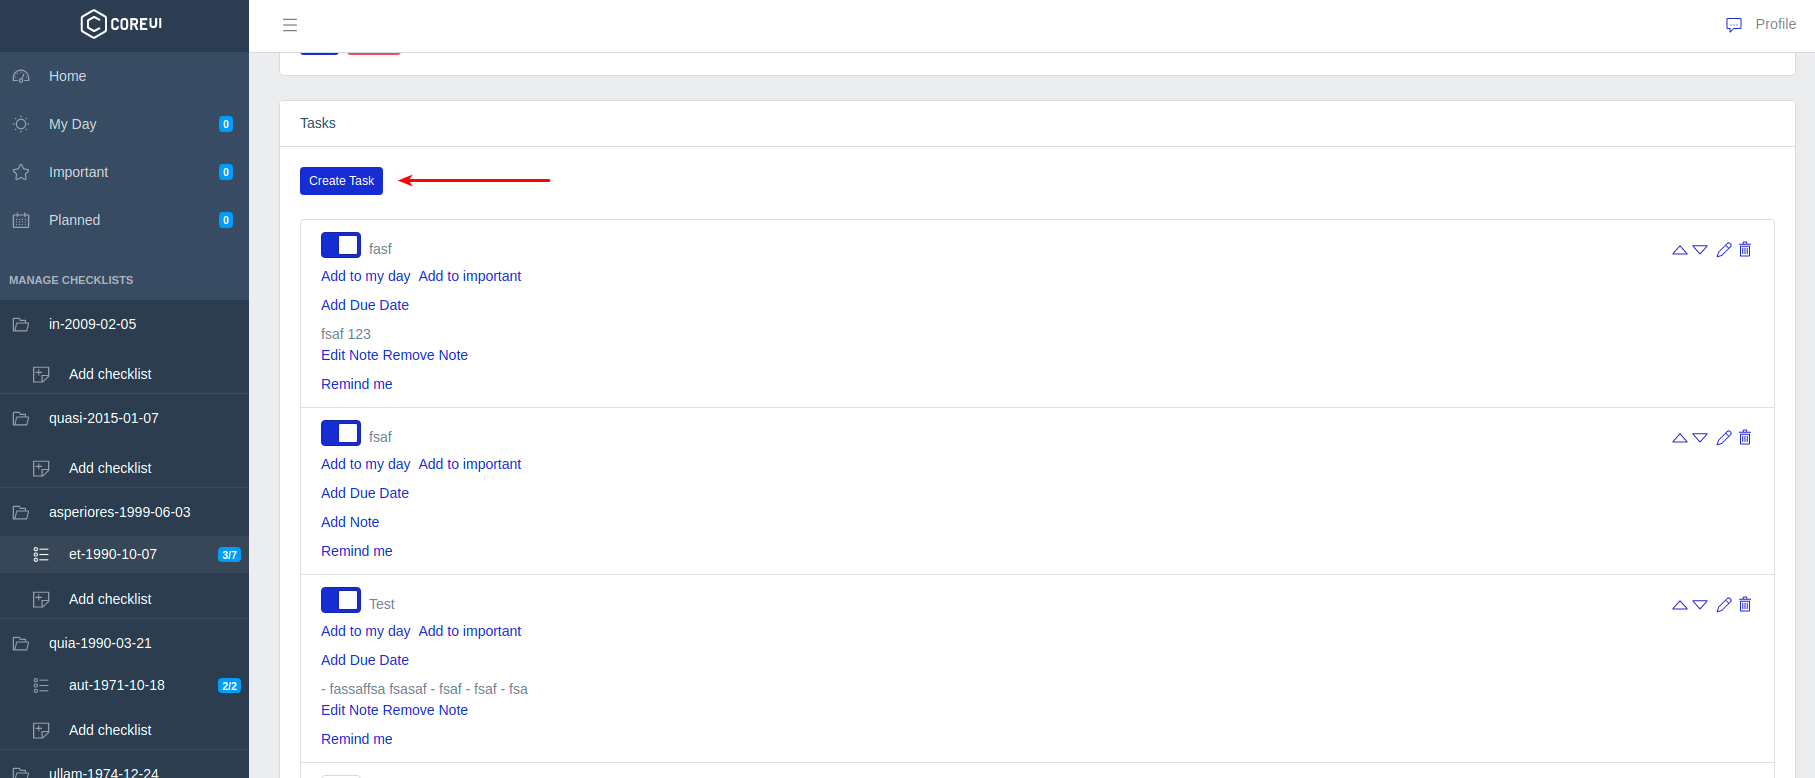 COREUI
Profile
Home
My Day 0
Important 0
Planned 0
MANAGE CHECKLISTS
in-2009-02-05
Add checklist
quasi-2015-01-07
Add checklist
asperiores-1999-06-03
et-1990-10-07 3/7
Add checklist
quia-1990-03-21
aut-1971-10-18 2/2
Add checklist
ullam-1974-12-24
Tasks
Create Task
fasf
Add to my day Add to important
Add Due Date
fsaf 123
Edit Note Remove Note
Remind me
fsaf
Add to my day Add to important
Add Due Date
Add Note
Remind me
Test
Add to my day Add to important
Add Due Date
- fassaffsa fsasaf - fsaf - fsaf - fsa
Edit Note Remove Note
Remind me